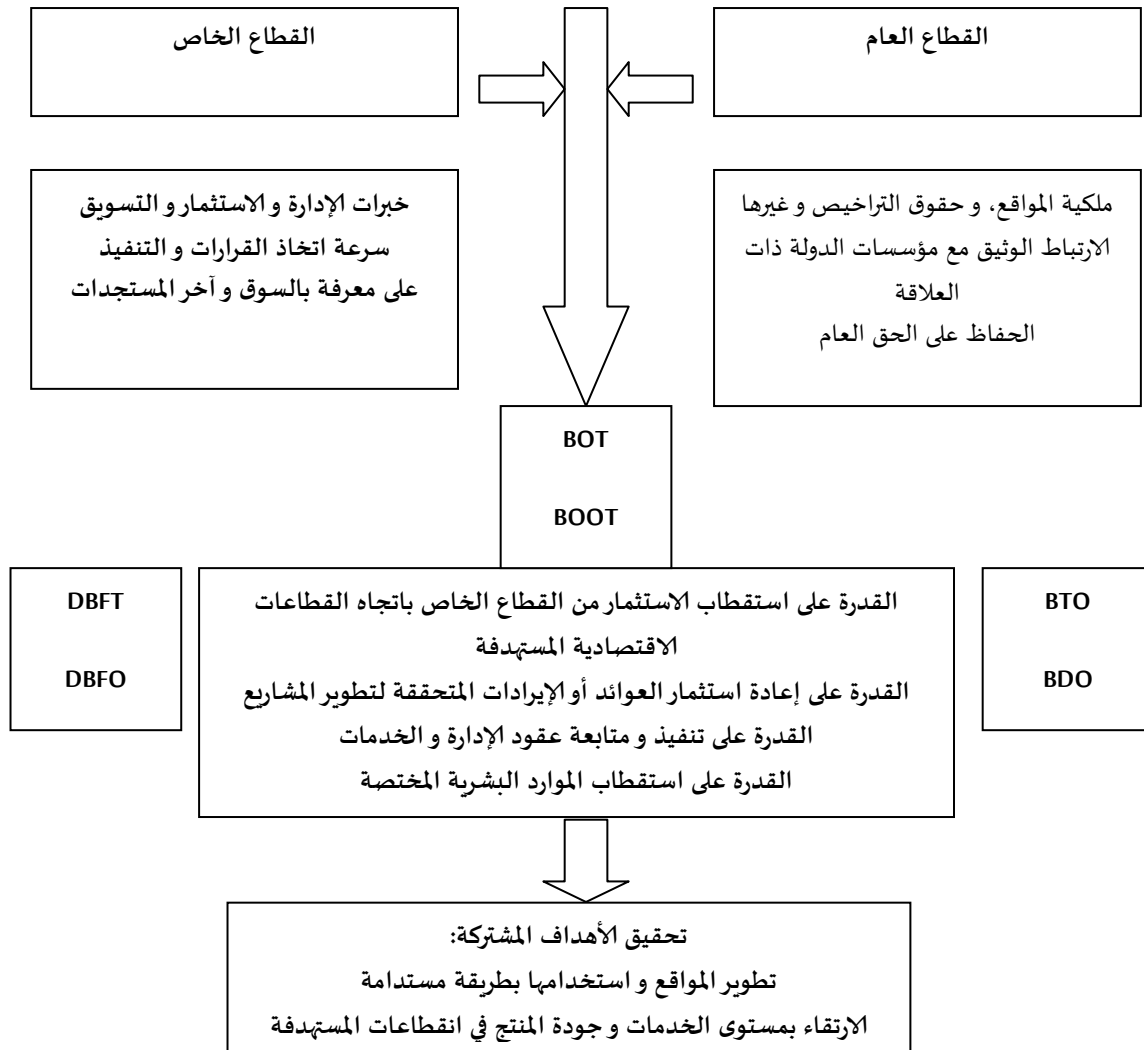 القطاع العام
القطاع الخاص
ملكية المواقع، و حقوق التراخيص و غيرها
الارتباط الوثيق مع مؤسسات الدولة ذات
العلاقة
الحفاظ على الحق العام
خبرات الإدارة و الاستثمار و التسويق
سرعة اتخاذ القرارات و التنفيذ
على معرفة بالسوق و آخر المستجدات
BOT
BOOT
BTO
BDO
القدرة على استقطاب الاستثمار من القطاع الخاص باتجاه القطاعات
الاقتصادية المستهدفة
القدرة على إعادة استثمار العوائد أو الإيرادات المتحققة لتطوير المشاريع
القدرة على تنفيذ و متابعة عقود الإدارة و الخدمات
القدرة على استقطاب الموارد البشرية المختصة
DBFT
DBFO
تحقيق الأهداف المشتركة:
تطوير المواقع و استخدامها بطريقة مستدامة
الارتقاء بمستوى الخدمات و جودة المنتج في انقطاعات المستهدفة